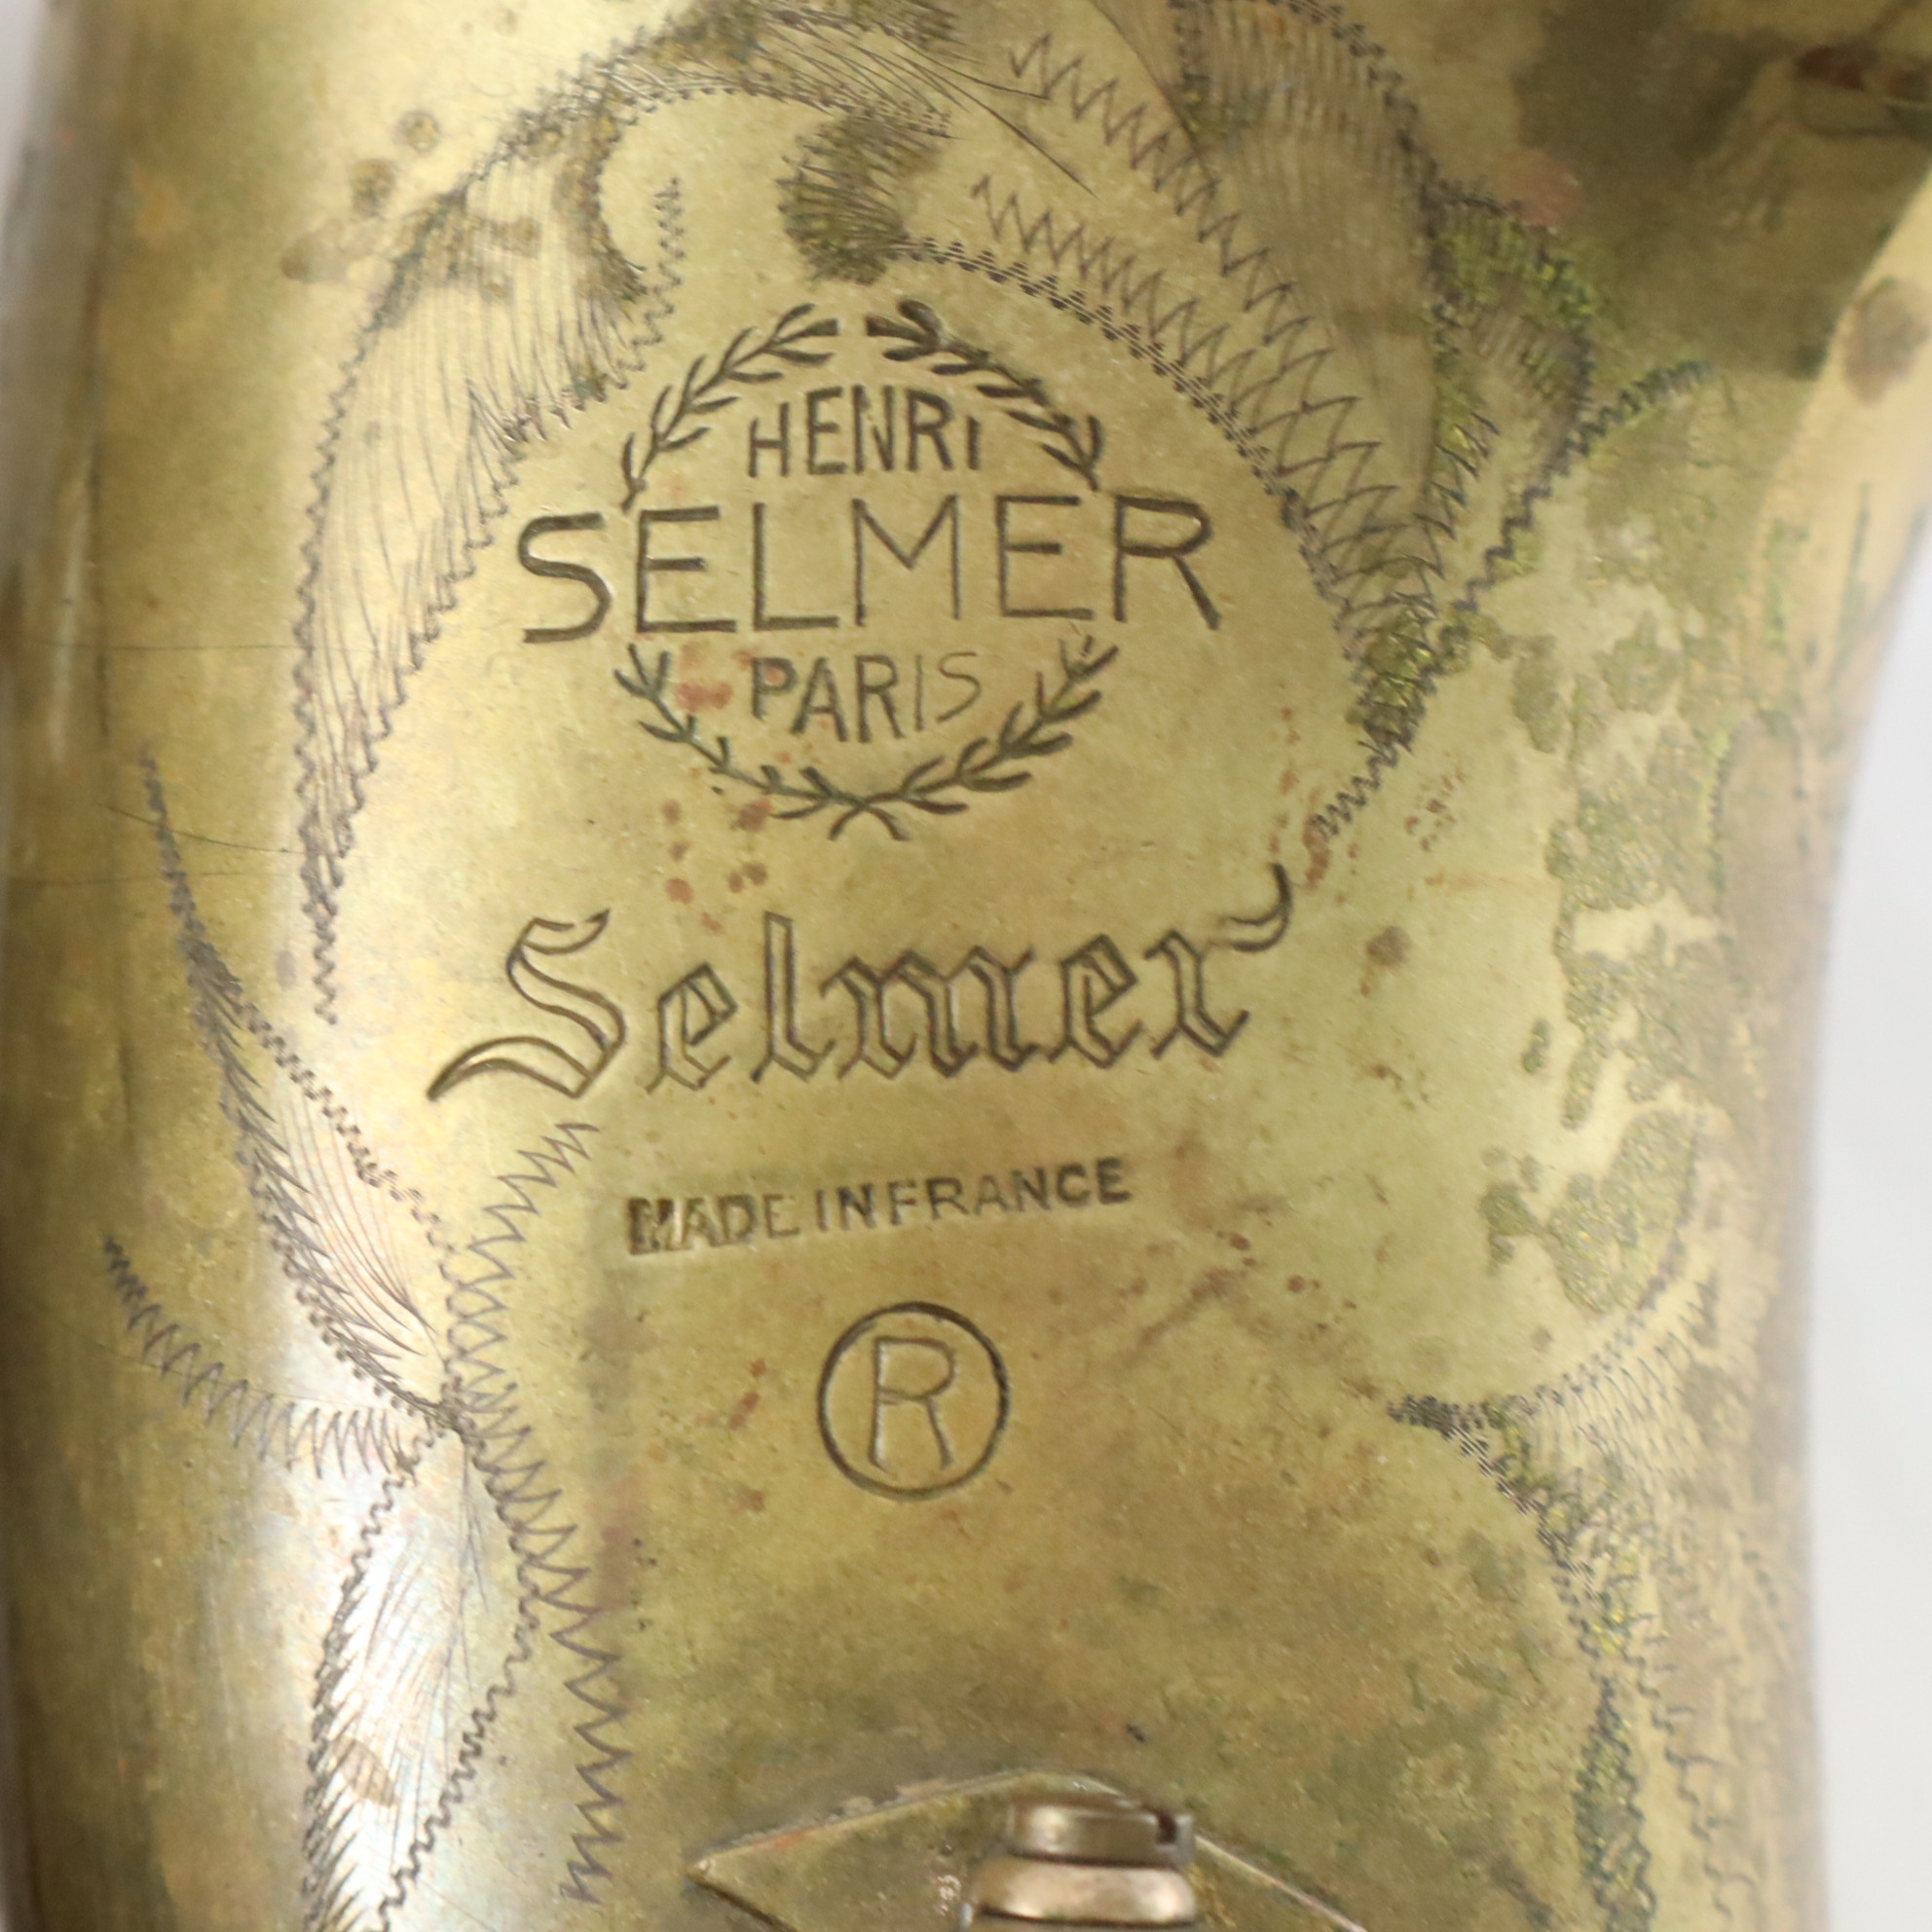 HENRI
SELMER
PARIS
Selmer
MADE IN FRANCE
®